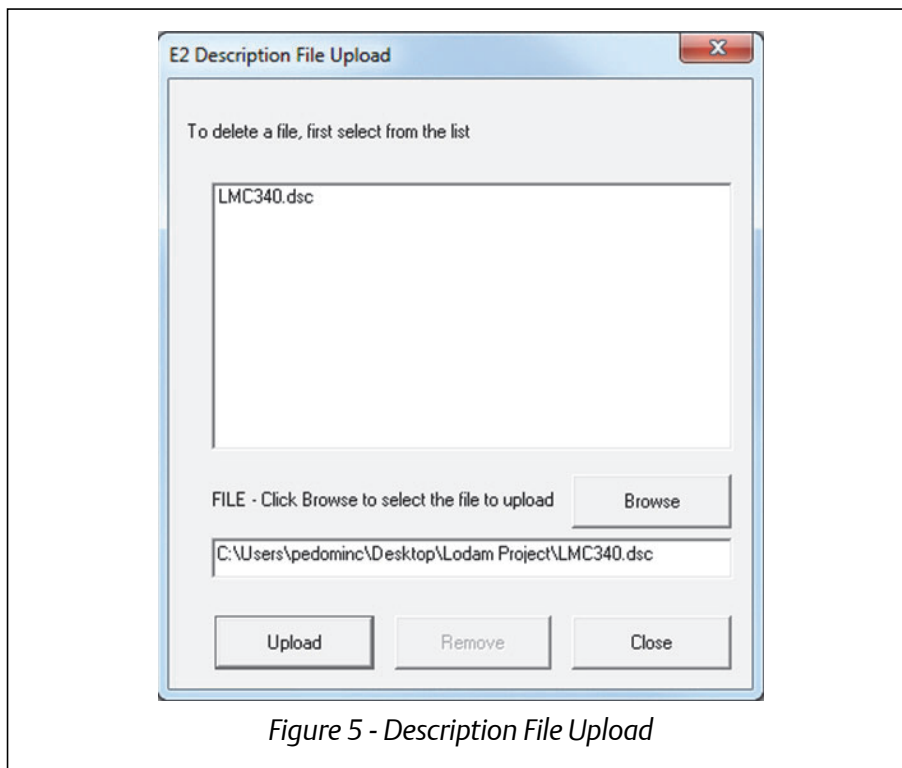 E2 Description File Upload
To delete a file, first select from the list
LMC340.dsc
FILE - Click Browse to select the file to upload
Browse
C:\Users\pedominc\Desktop\Lodam Project\LMC340.dsc
Upload
Remove
Close
Figure 5 - Description File Upload